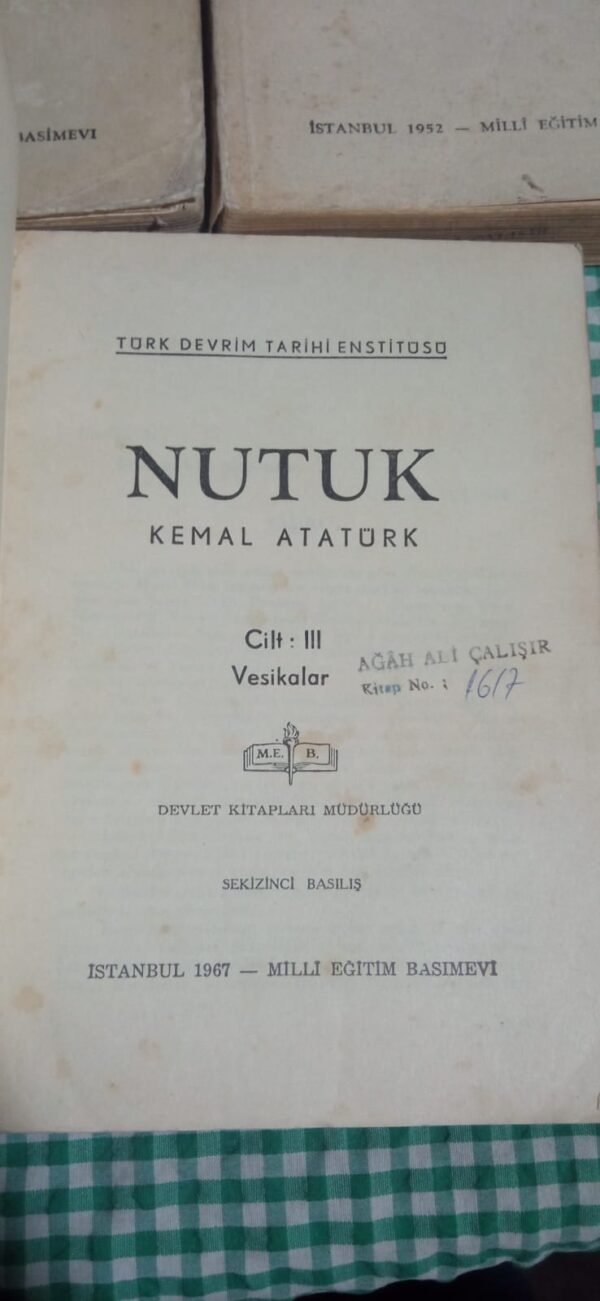 BASIMEVI
İSTANBUL 1952 — MİLLÎ EĞİTİM
TÜRK DEVRİM TARİHİ ENSTİTÜSÜ
NUTUK
KEMAL ATATÜRK
Cilt : III
Vesikalar
AĞÂH ALİ ÇALIŞIR
Kitap No. : 1617
M.E. B.
DEVLET KİTAPLARI MÜDÜRLÜĞÜ
SEKİZİNCİ BASILIŞ
İSTANBUL 1967 — MİLLÎ EĞİTİM BASIMEVİ